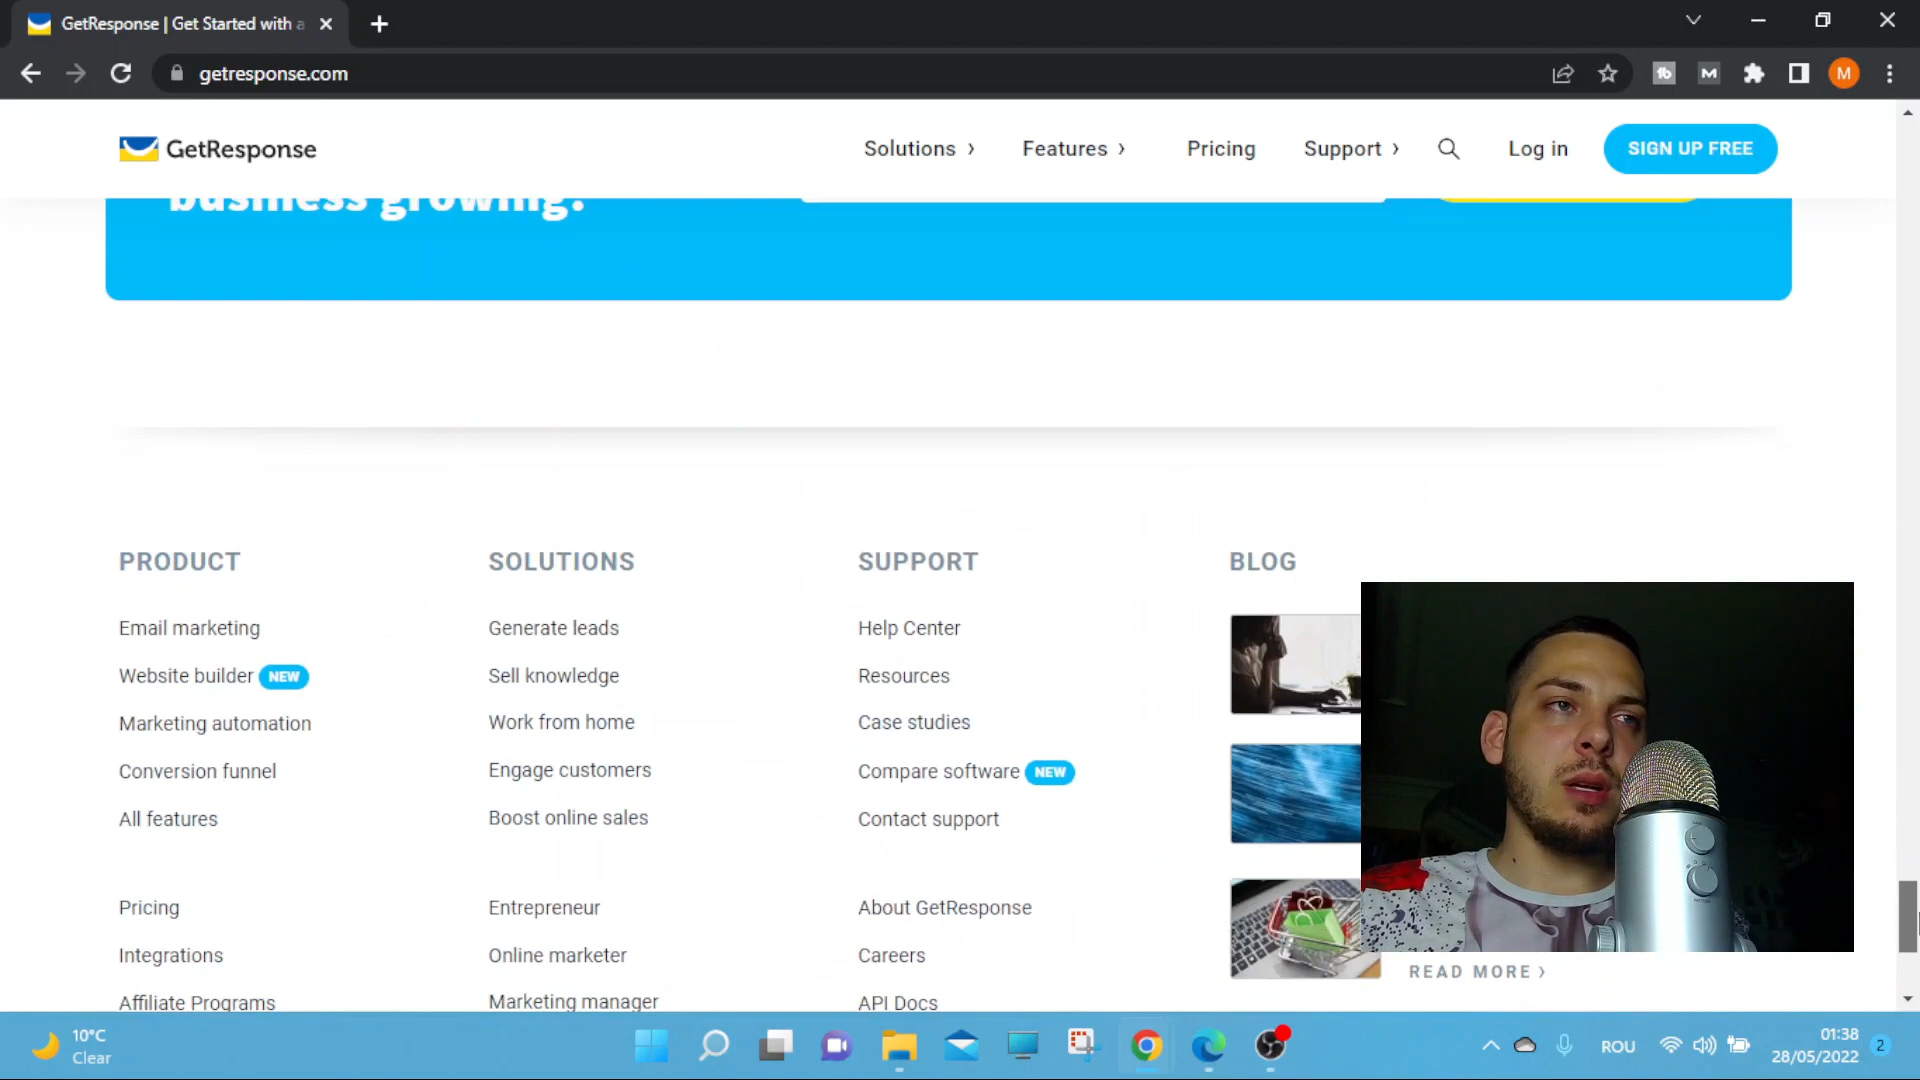 GetResponse | Get Started with a
getresponse.com
M
GetResponse
Solutions ›
Features ›
Pricing
Support ›
Log in
SIGN UP FREE
business growing.
PRODUCT
Email marketing
Website builder NEW
Marketing automation
Conversion funnel
All features
Pricing
Integrations
Affiliate Programs
SOLUTIONS
Generate leads
Sell knowledge
Work from home
Engage customers
Boost online sales
Entrepreneur
Online marketer
Marketing manager
SUPPORT
Help Center
Resources
Case studies
Compare software NEW
Contact support
About GetResponse
Careers
API Docs
BLOG
READ MORE ›
10°C
Clear
ROU
01:38
28/05/2022
2